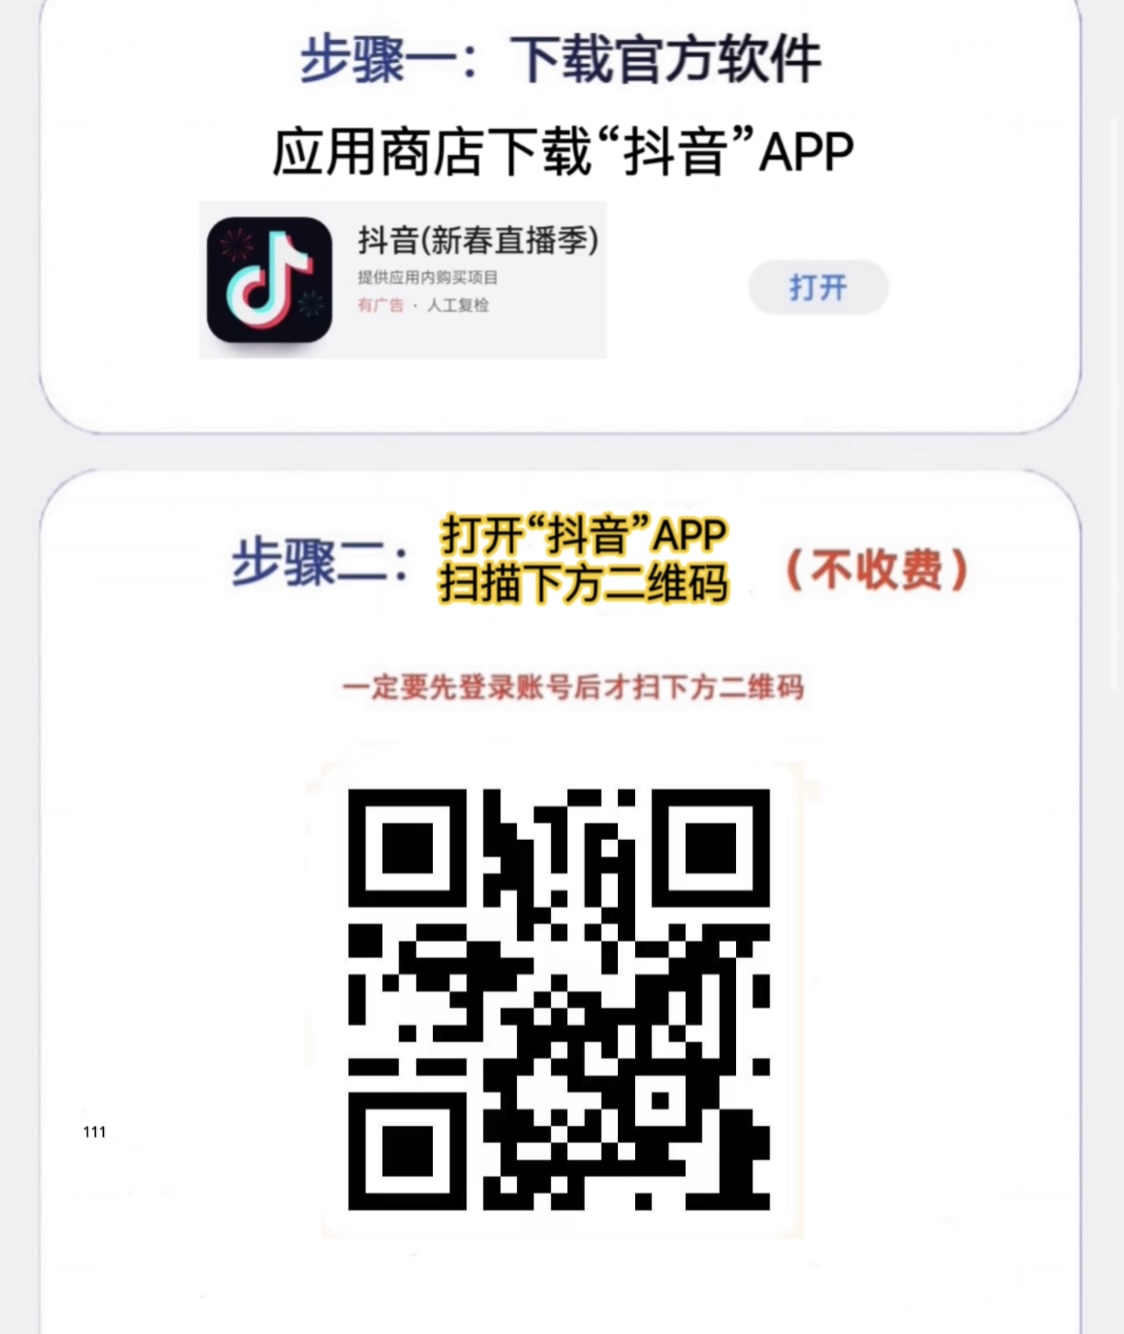 步骤一：下载官方软件
应用商店下载“抖音”APP
抖音(新春直播季)
提供应用内购买项目
有广告 · 人工复检
打开
步骤二：
打开“抖音”APP
扫描下方二维码
（不收费）
一定要先登录账号后才扫下方二维码
111